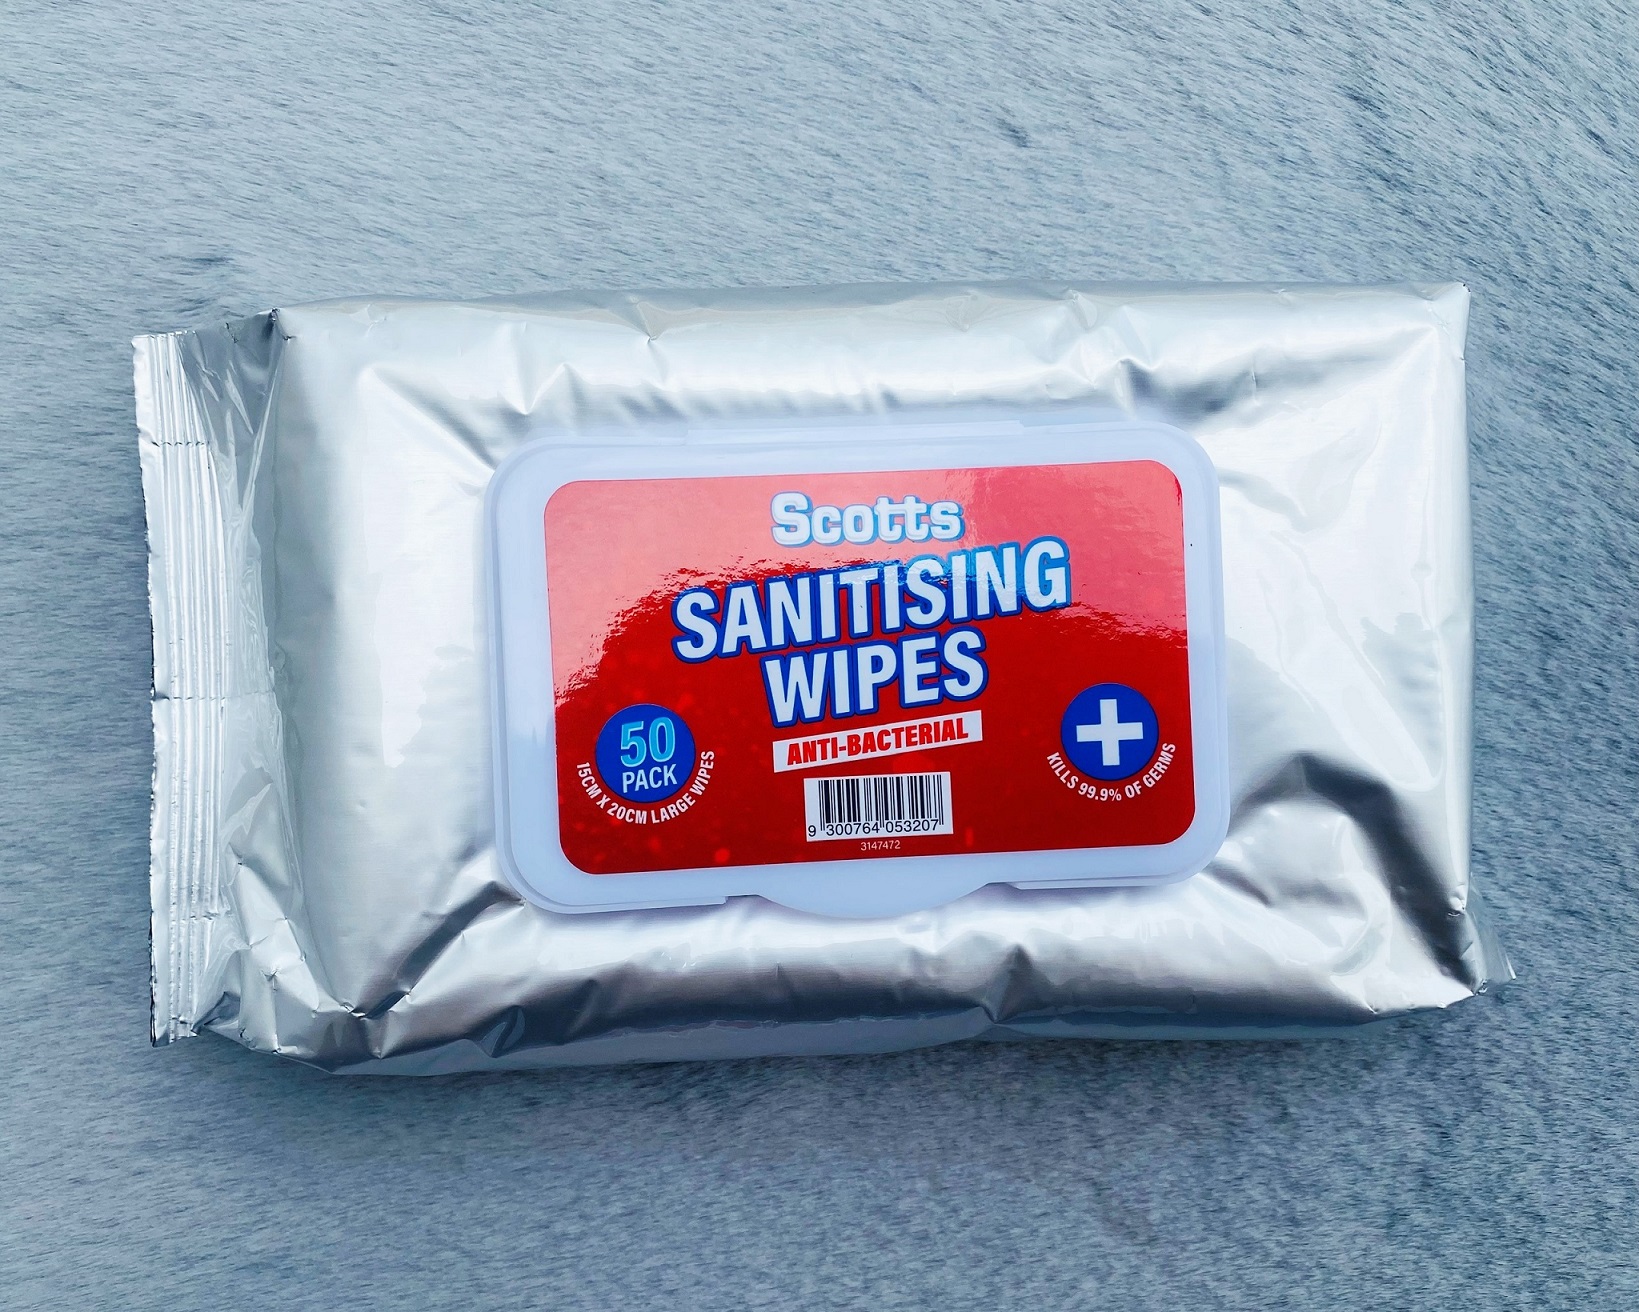 Scotts
SANITISING
WIPES
ANTI-BACTERIAL
50
PACK
15CM X 20CM LARGE WIPES
KILLS 99.9% OF GERMS
9 300764 053207
3147472